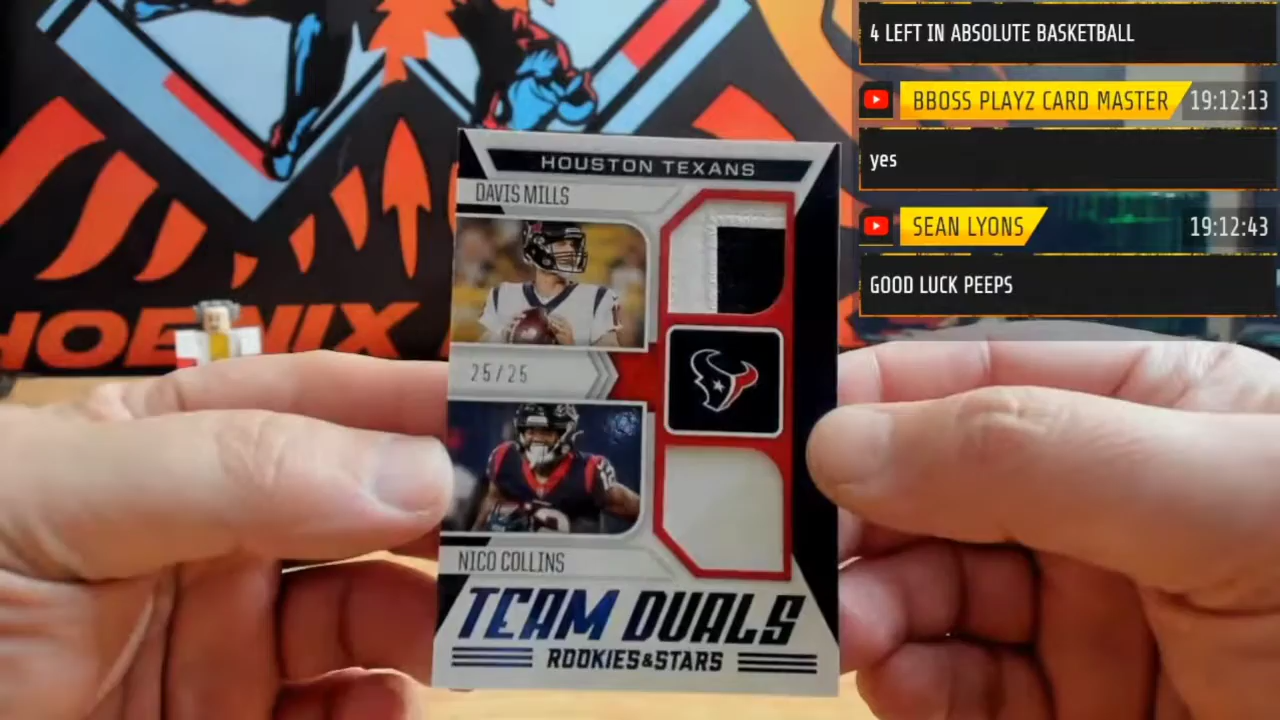 4 LEFT IN ABSOLUTE BASKETBALL
BBOSS PLAYZ CARD MASTER 19:12:13
yes
SEAN LYONS 19:12:43
GOOD LUCK PEEPS
HOENIX
HOUSTON TEXANS
DAVIS MILLS
25/25
NICO COLLINS
TEAM DUALS
ROOKIES&STARS